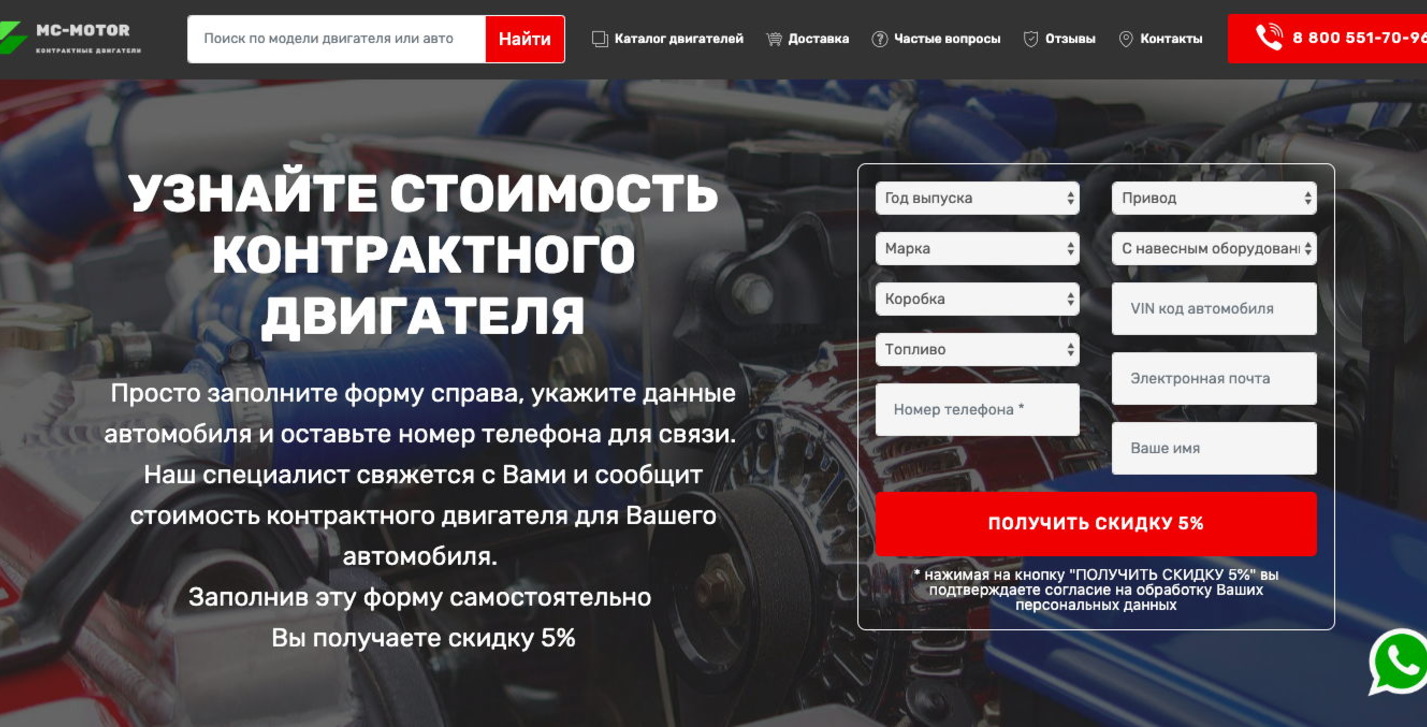 MC-MOTOR
КОНТРАКТНЫЕ ДВИГАТЕЛИ
Поиск по модели двигателя или авто
Найти
Каталог двигателей
Доставка
Частые вопросы
Отзывы
Контакты
8 800 551-70-96
УЗНАЙТЕ СТОИМОСТЬ
КОНТРАКТНОГО
ДВИГАТЕЛЯ
Просто заполните форму справа, укажите данные
автомобиля и оставьте номер телефона для связи.
Наш специалист свяжется с Вами и сообщит
стоимость контрактного двигателя для Вашего
автомобиля.
Заполнив эту форму самостоятельно
Вы получаете скидку 5%
Год выпуска
Привод
Марка
С навесным оборудован
Коробка
VIN код автомобиля
Топливо
Электронная почта
Номер телефона *
Ваше имя
ПОЛУЧИТЬ СКИДКУ 5%
* нажимая на кнопку "ПОЛУЧИТЬ СКИДКУ 5%" вы
подтверждаете согласие на обработку Ваших
персональных данных